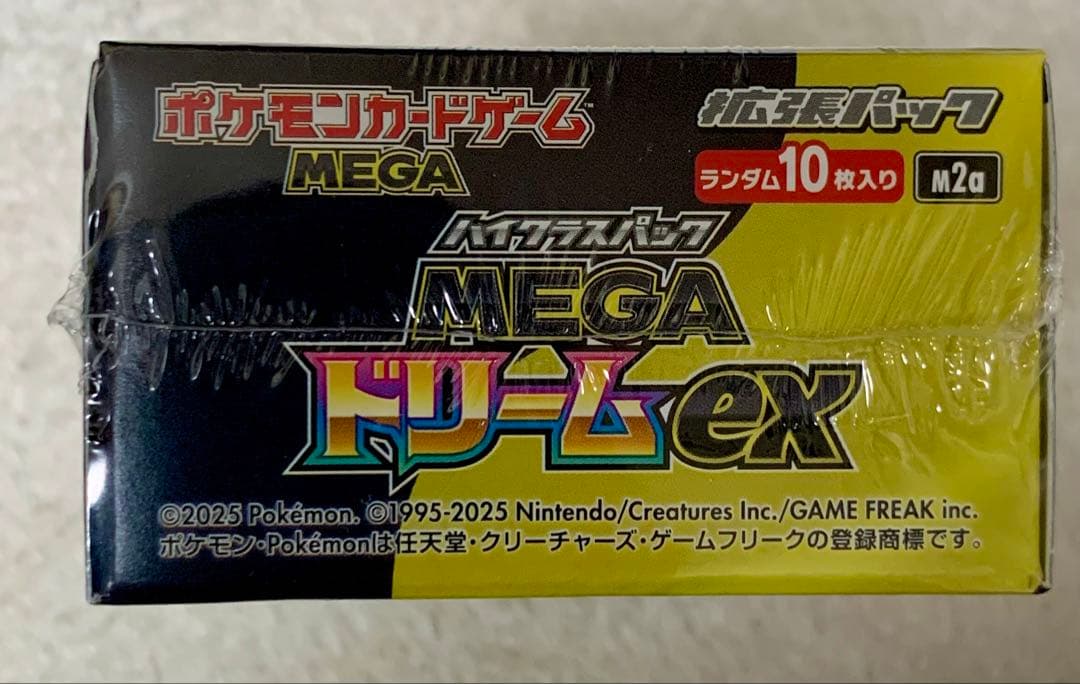 ポケモンカードゲーム™
MEGA
拡張パック
ランダム10枚入り
M2a
ハイクラスパック
MEGA
ドリームex
©2025 Pokémon. ©1995-2025 Nintendo/Creatures Inc./GAME FREAK inc.
ポケモン・Pokémonは任天堂・クリーチャーズ・ゲームフリークの登録商標です。